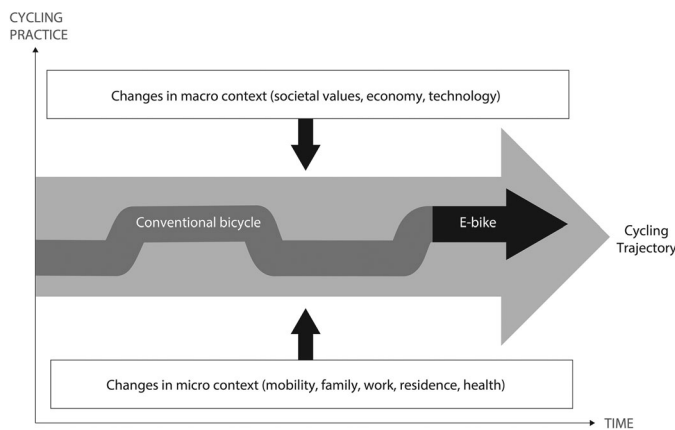 CYCLING
PRACTICE
Changes in macro context (societal values, economy, technology)
Conventional bicycle
E-bike
Cycling
Trajectory
Changes in micro context (mobility, family, work, residence, health)
TIME